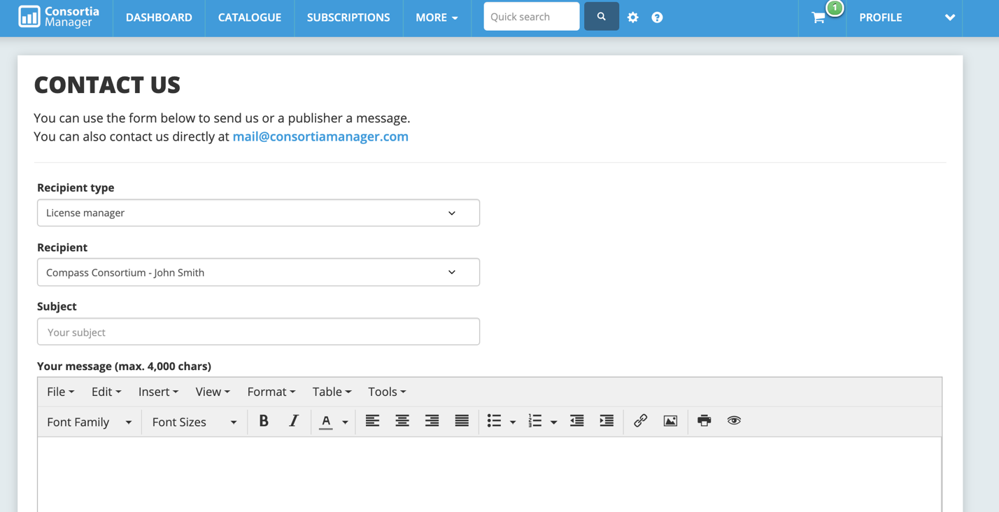 Consortia
Manager
DASHBOARD
CATALOGUE
SUBSCRIPTIONS
MORE
Quick search
1
PROFILE
CONTACT US
You can use the form below to send us or a publisher a message.
You can also contact us directly at mail@consortiamanager.com
Recipient type
License manager
Recipient
Compass Consortium - John Smith
Subject
Your subject
Your message (max. 4,000 chars)
File Edit Insert View Format Table Tools
Font Family Font Sizes B I A